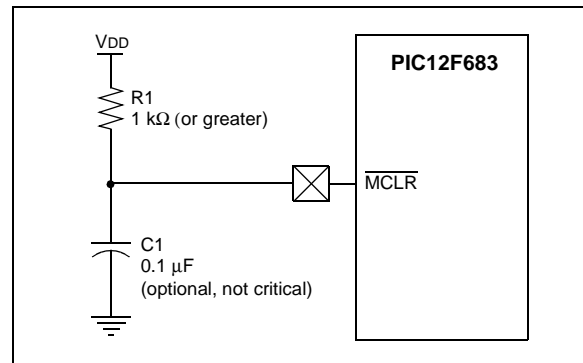 VDD
PIC12F683
R1
1 kΩ (or greater)
MCLR
C1
0.1 μF
(optional, not critical)